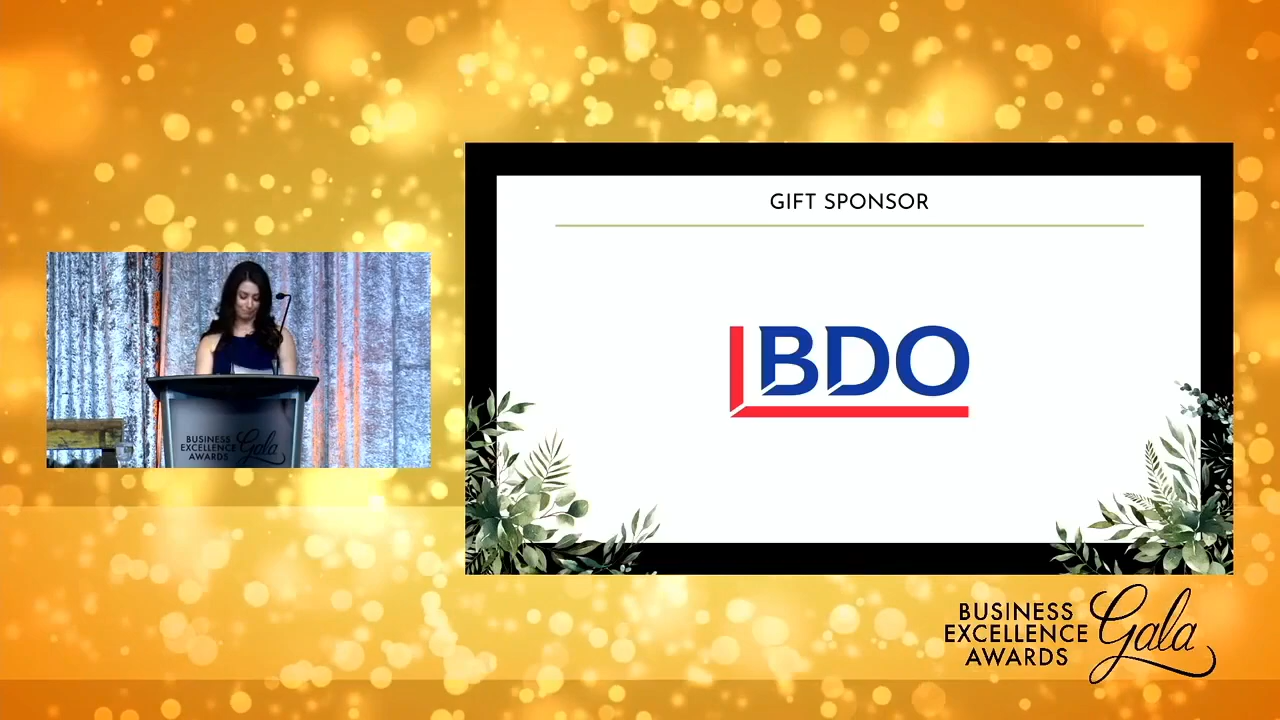 GIFT SPONSOR
BDO
BUSINESS
EXCELLENCE
AWARDS
Gala
BUSINESS
EXCELLENCE
AWARDS
Gala